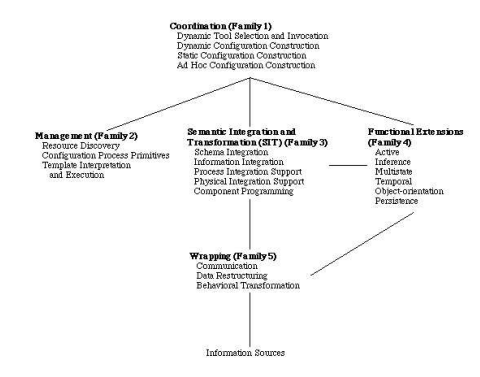 Coordination (Family 1)
Dynamic Tool Selection and Invocation
Dynamic Configuration Construction
Static Configuration Construction
Ad Hoc Configuration Construction
Management (Family 2)
Resource Discovery
Configuration Process Primitives
Template Interpretation
and Execution
Semantic Integration and
Transformation (SIT) (Family 3)
Schema Integration
Information Integration
Process Integration Support
Physical Integration Support
Component Programming
Functional Extensions
(Family 4)
Active
Inference
Multistate
Temporal
Object-orientation
Persistence
Wrapping (Family 5)
Communication
Data Restructuring
Behavioral Transformation
Information Sources